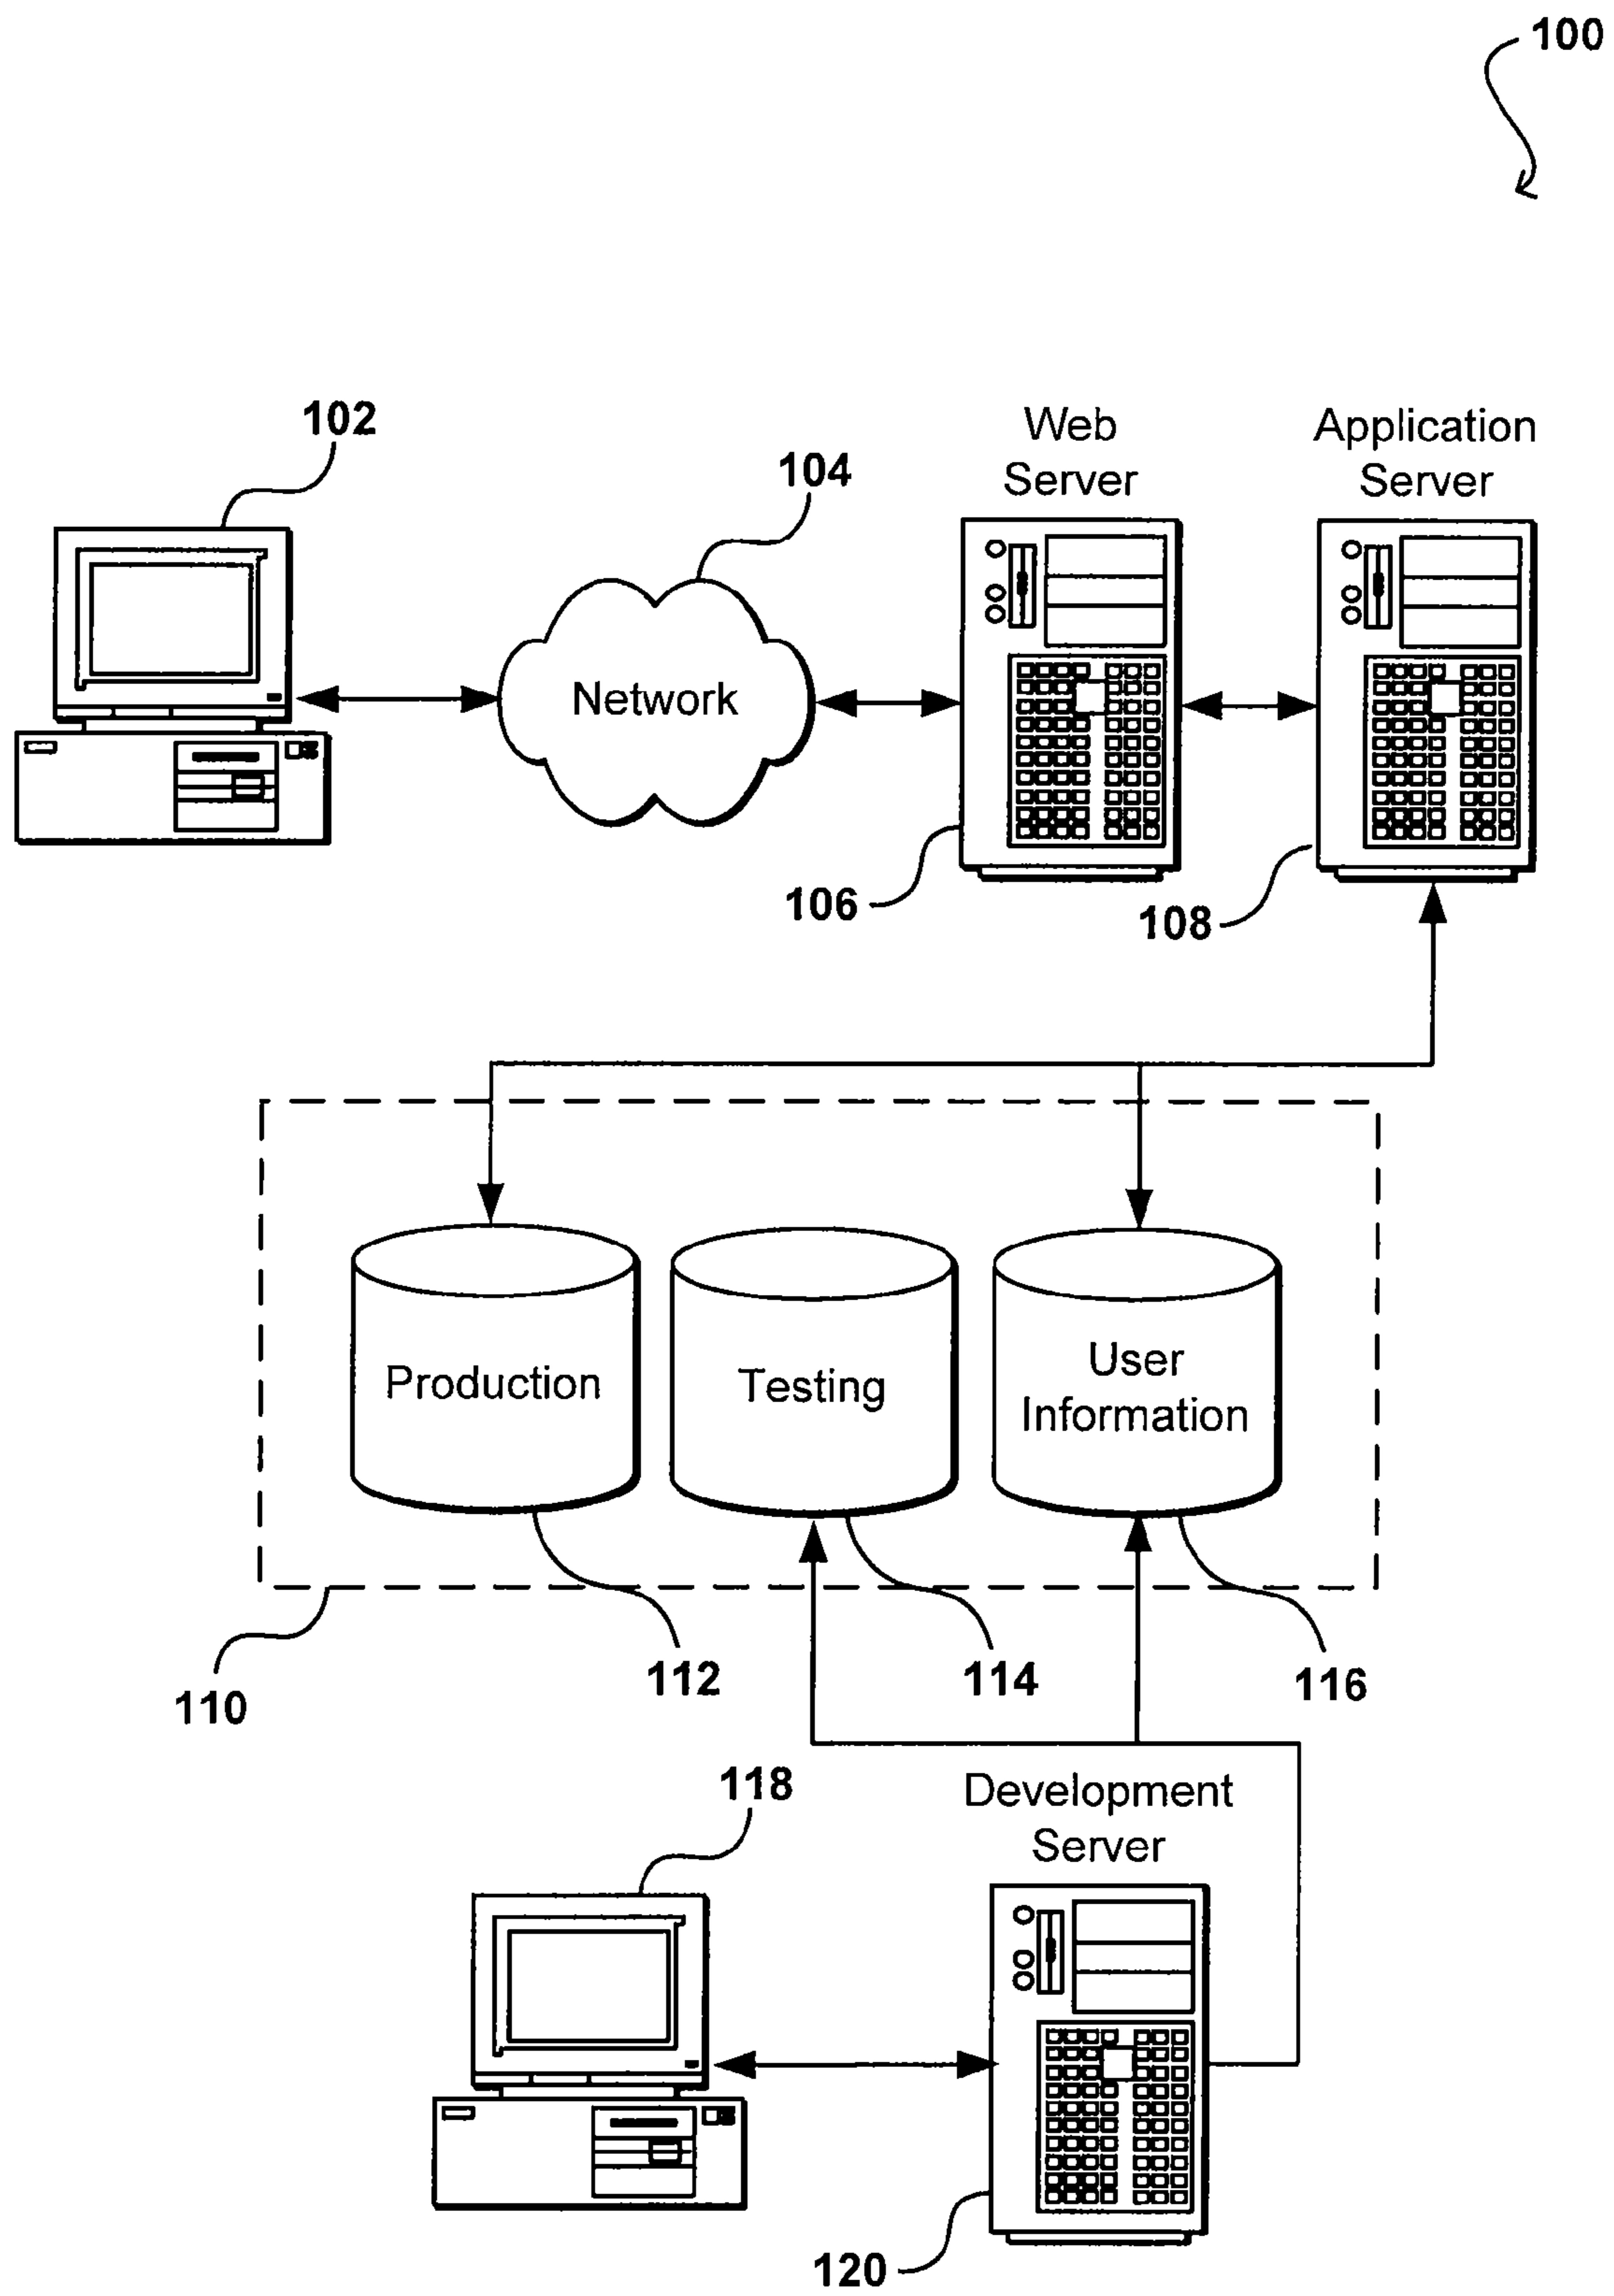 100
102
104
Web
Server
Application
Server
Network
106
108
Production
Testing
User
Information
110
112
114
116
118
Development
Server
120